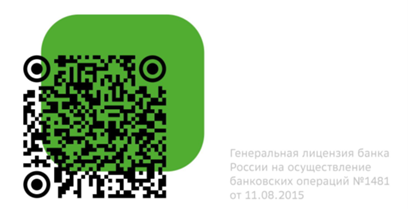 Генеральная лицензия банка
России на осуществление
банковских операций №1481
от 11.08.2015